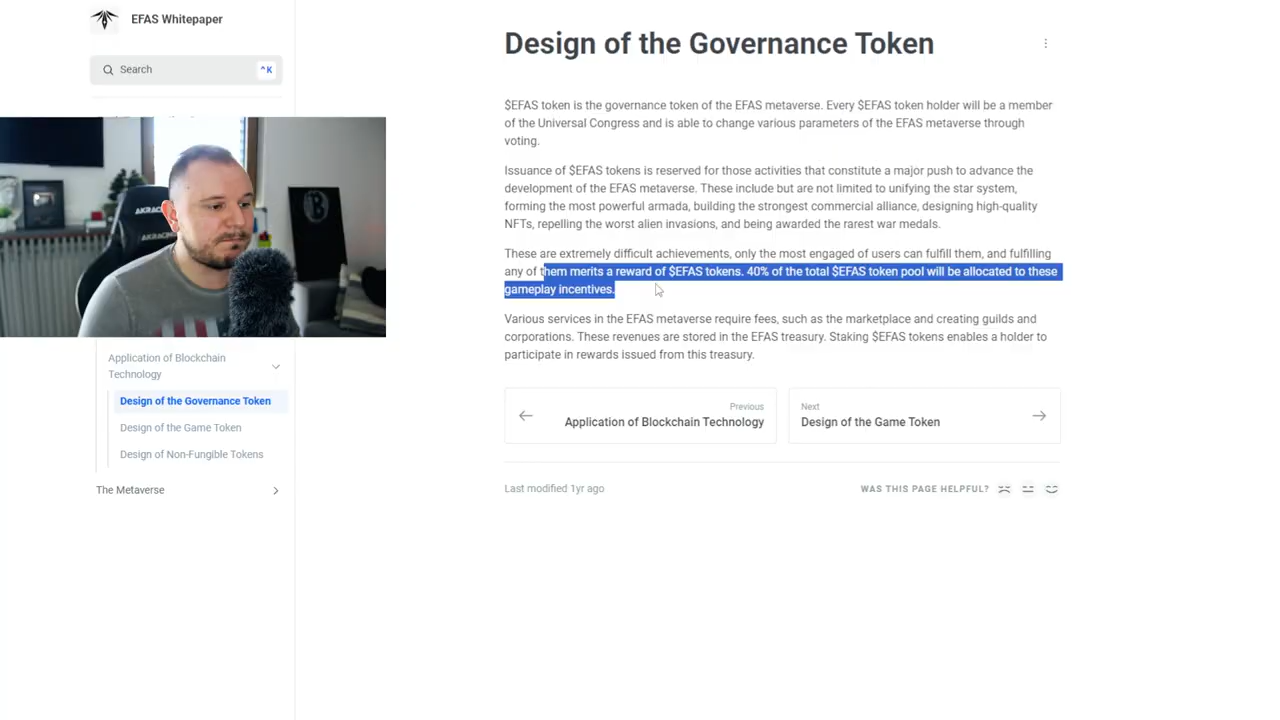 EFAS Whitepaper
Search
^K
Application of Blockchain
Technology
Design of the Governance Token
Design of the Game Token
Design of Non-Fungible Tokens
The Metaverse
Design of the Governance Token
$EFAS token is the governance token of the EFAS metaverse. Every $EFAS token holder will be a member
of the Universal Congress and is able to change various parameters of the EFAS metaverse through
voting.
Issuance of $EFAS tokens is reserved for those activities that constitute a major push to advance the
development of the EFAS metaverse. These include but are not limited to unifying the star system,
forming the most powerful armada, building the strongest commercial alliance, designing high-quality
NFTs, repelling the worst alien invasions, and being awarded the rarest war medals.
These are extremely difficult achievements, only the most engaged of users can fulfill them, and fulfilling
any of them merits a reward of $EFAS tokens. 40% of the total $EFAS token pool will be allocated to these
gameplay incentives.
Various services in the EFAS metaverse require fees, such as the marketplace and creating guilds and
corporations. These revenues are stored in the EFAS treasury. Staking $EFAS tokens enables a holder to
participate in rewards issued from this treasury.
Previous
Application of Blockchain Technology
Next
Design of the Game Token
Last modified 1yr ago
WAS THIS PAGE HELPFUL?